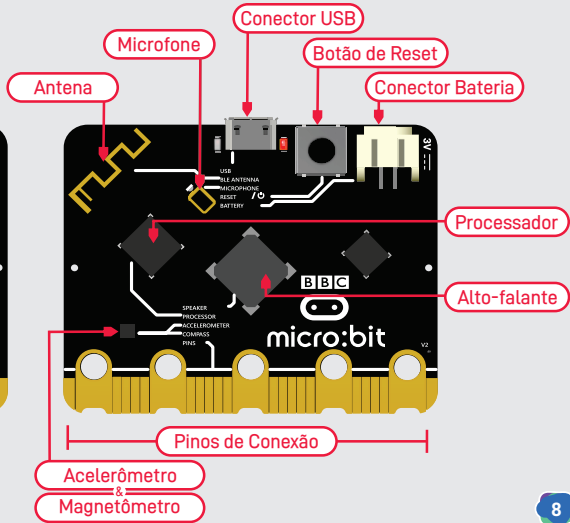 Conector USB
Microfone
Botão de Reset
Antena
Conector Bateria
3V
USB
BLE ANTENNA
MICROPHONE
RESET
BATTERY
Processador
BBC
Alto-falante
SPEAKER
PROCESSOR
ACCELEROMETER
COMPASS
PINS
micro:bit
V2
Pinos de Conexão
Acelerômetro
&
Magnetômetro
8